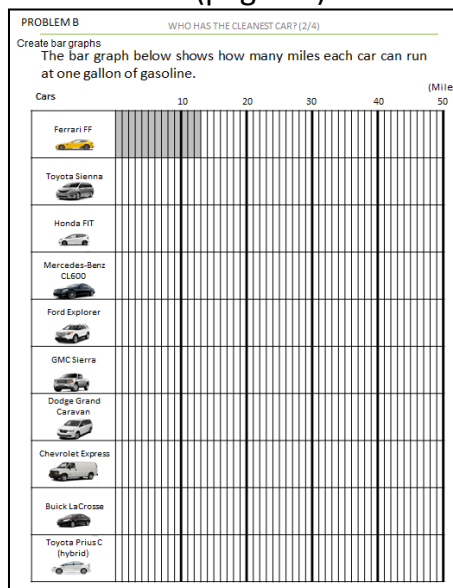 PROBLEM B
WHO HAS THE CLEANEST CAR? (2/4)
Create bar graphs
The bar graph below shows how many miles each car can run
at one gallon of gasoline.
(Mile
Cars
10 20 30 40 50
Ferrari FF
Toyota Sienna
Honda FIT
Mercedes-Benz
CL600
Ford Explorer
GMC Sierra
Dodge Grand
Caravan
Chevrolet Express
Buick LaCrosse
Toyota Prius C
(hybrid)